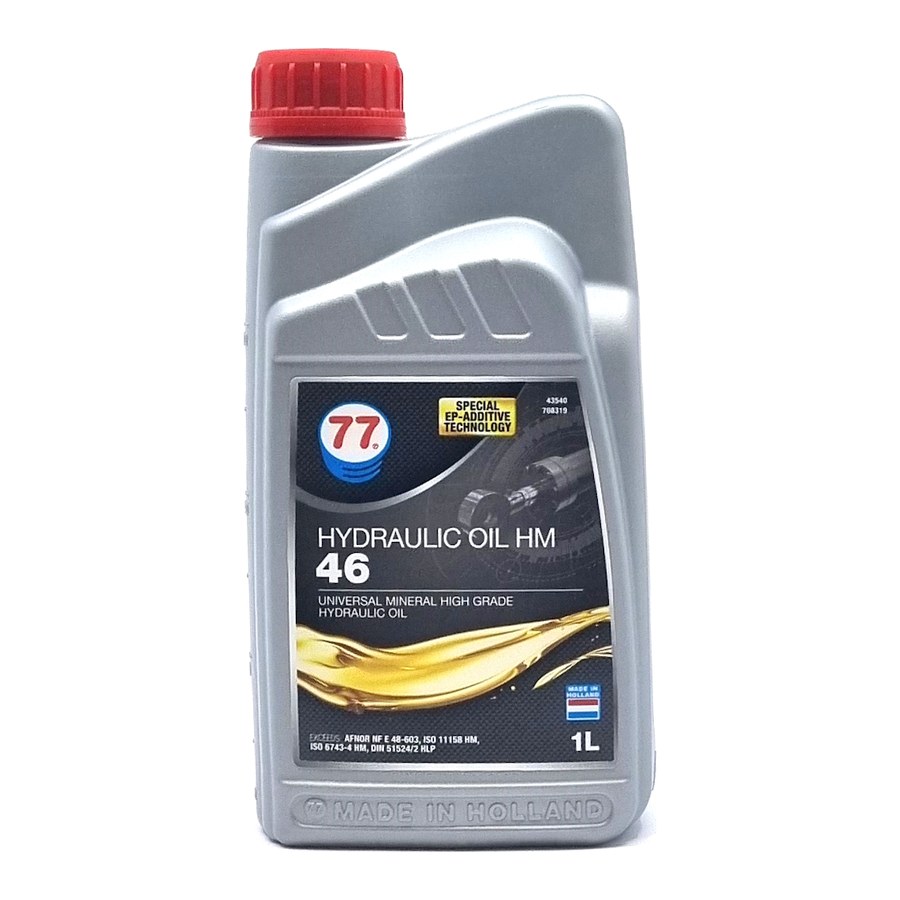 77
SPECIAL
EP-ADDITIVE
TECHNOLOGY
43540
700319
HYDRAULIC OIL HM
46
UNIVERSAL MINERAL HIGH GRADE
HYDRAULIC OIL
MADE IN
HOLLAND
EXCEEDS: AFNOR NF E 48-603, ISO 11158 HM,
ISO 6743-4 HM, DIN 51524/2 HLP
1L
77 MADE IN HOLLAND